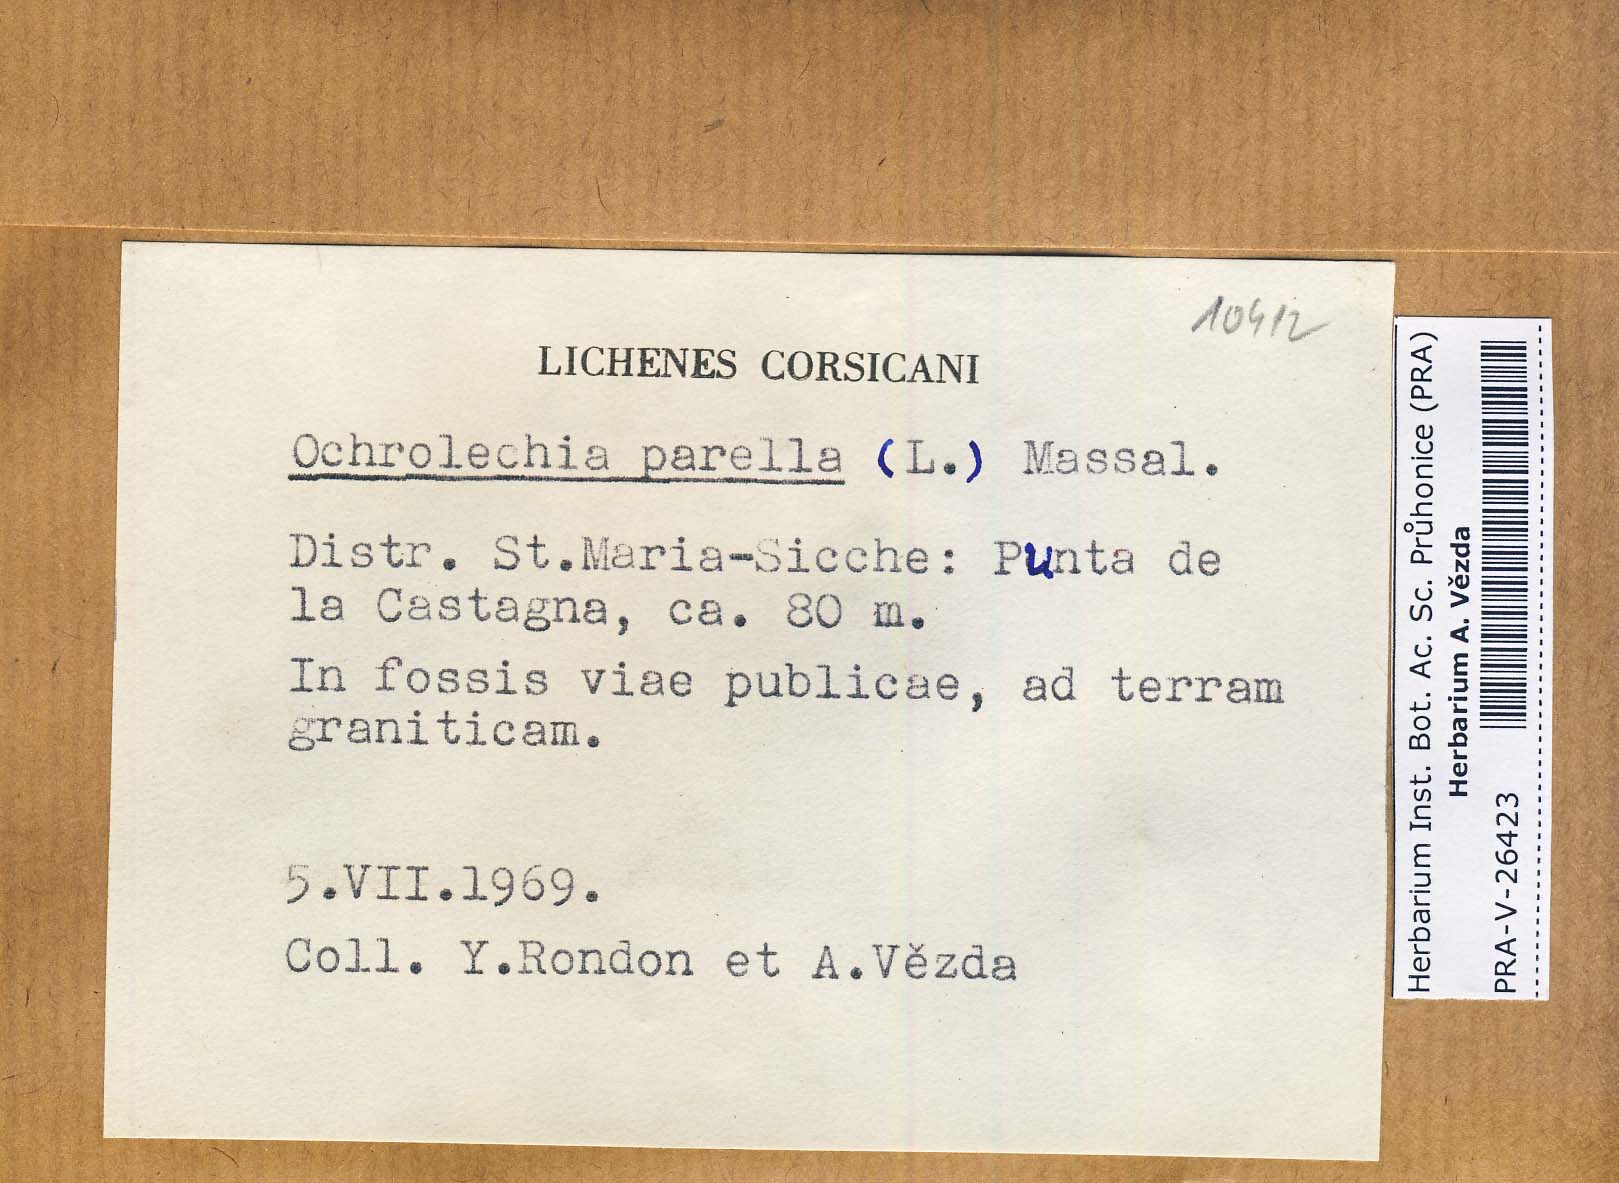 10412
LICHENES CORSICANI
Ochrolechia parella (L.) Massal.
Distr. St.Maria-Sicche: Punta de
la Castagna, ca. 80 m.
In fossis viae publicae, ad terram
graniticam.
5.VII.1969.
Coll. Y.Rondon et A.Vězda
Herbarium Inst. Bot. Ac. Sc. Průhonice (PRA)
Herbarium A. Vězda
PRA-V-26423